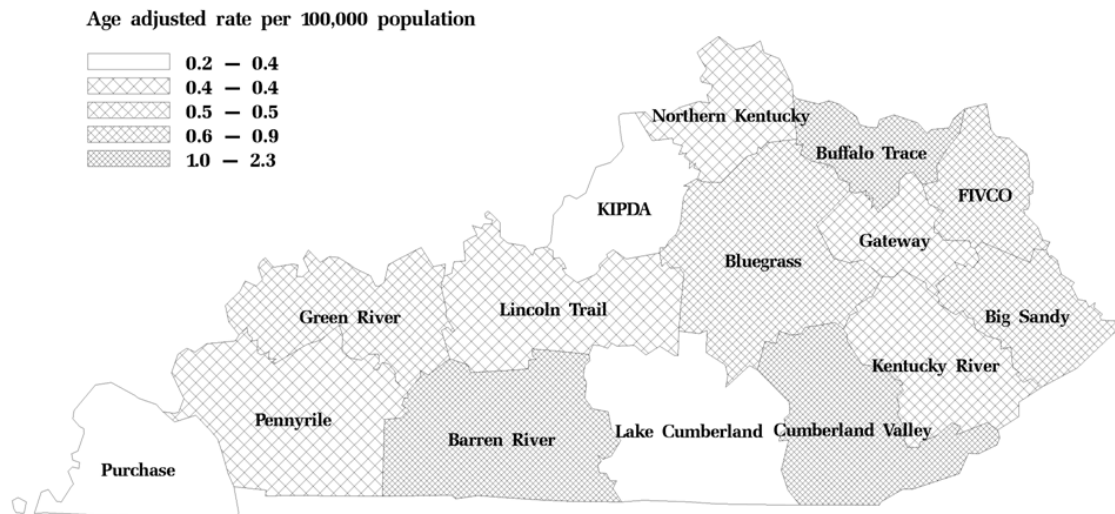 Age adjusted rate per 100,000 population
0.2 – 0.4
0.4 – 0.4
0.5 – 0.5
0.6 – 0.9
1.0 – 2.3
Northern Kentucky
Buffalo Trace
FIVCO
KIPDA
Gateway
Bluegrass
Lincoln Trail
Green River
Big Sandy
Kentucky River
Pennyrile
Barren River
Lake Cumberland
Cumberland Valley
Purchase